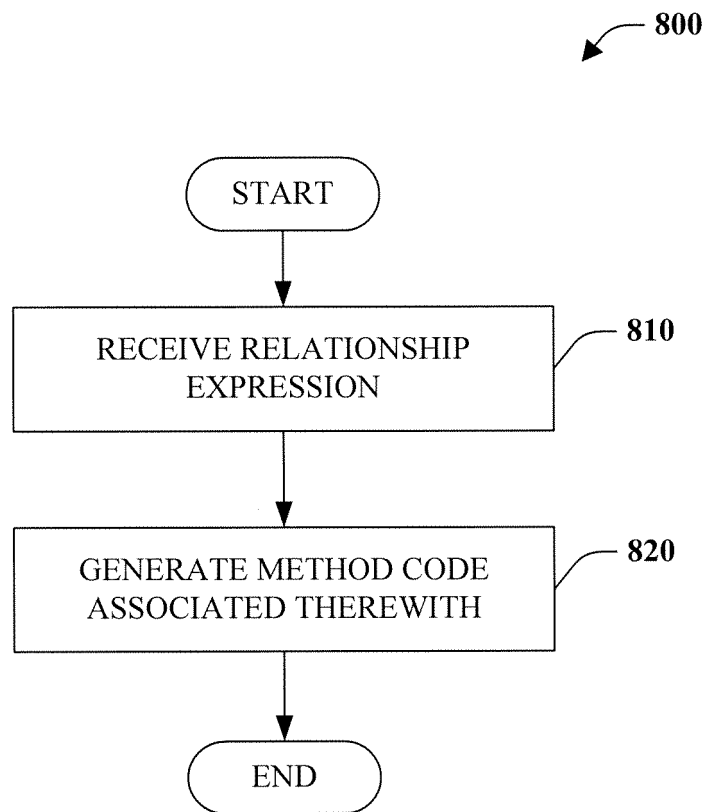 800
START
RECEIVE RELATIONSHIP
EXPRESSION
810
GENERATE METHOD CODE
ASSOCIATED THEREWITH
820
END